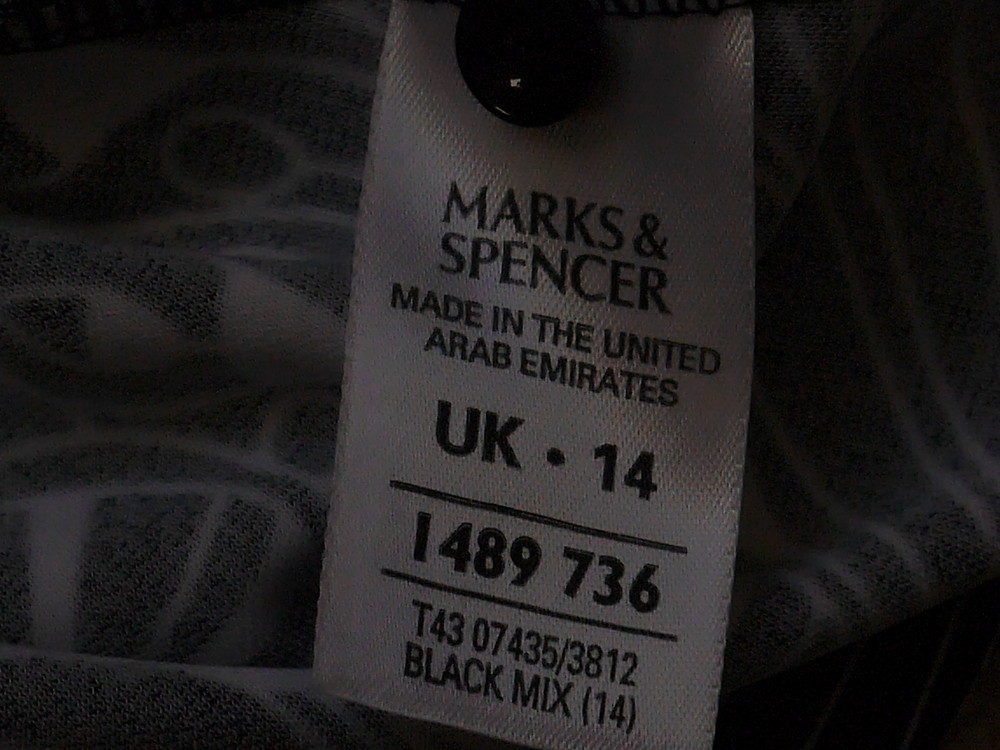 MARKS &
SPENCER
MADE IN THE UNITED
ARAB EMIRATES
UK • 14
1489 736
T43 07435/3812
BLACK MIX (14)